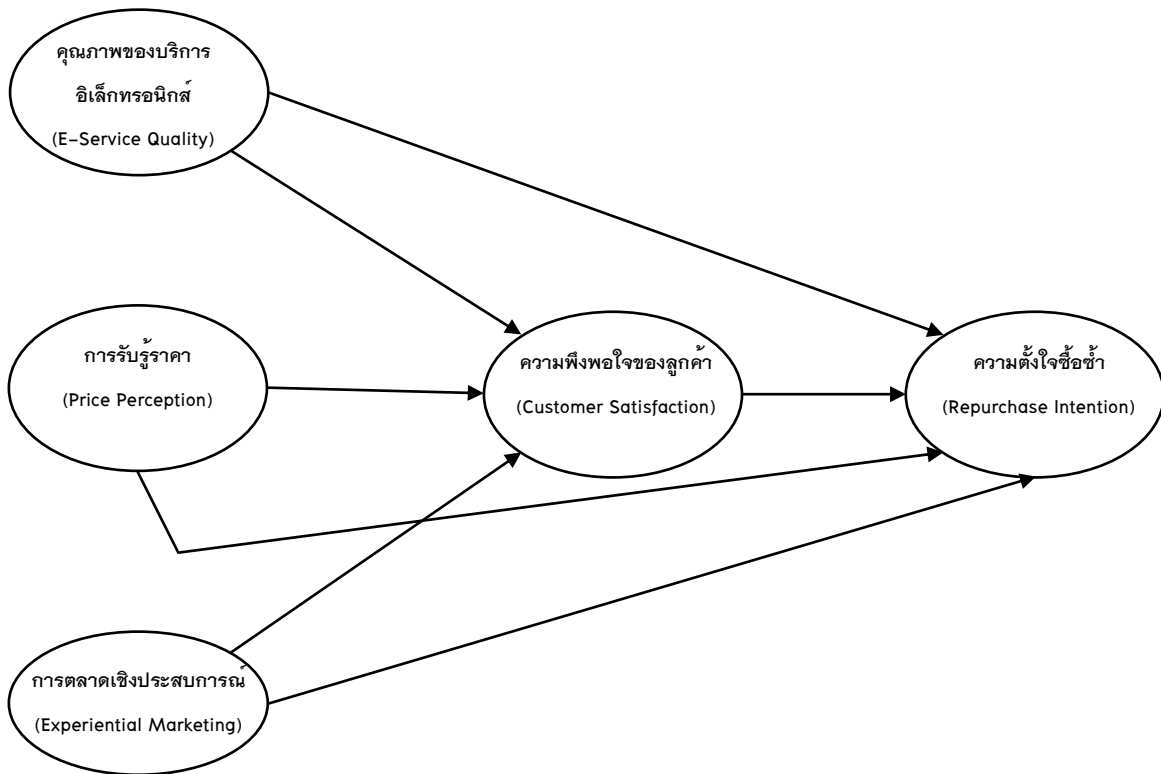 คุณภาพของบริการ
อิเล็กทรอนิกส์
(E-Service Quality)
การรับรู้ราคา
(Price Perception)
ความพึงพอใจของลูกค้า
(Customer Satisfaction)
ความตั้งใจซื้อซ้ำ
(Repurchase Intention)
การตลาดเชิงประสบการณ์
(Experiential Marketing)